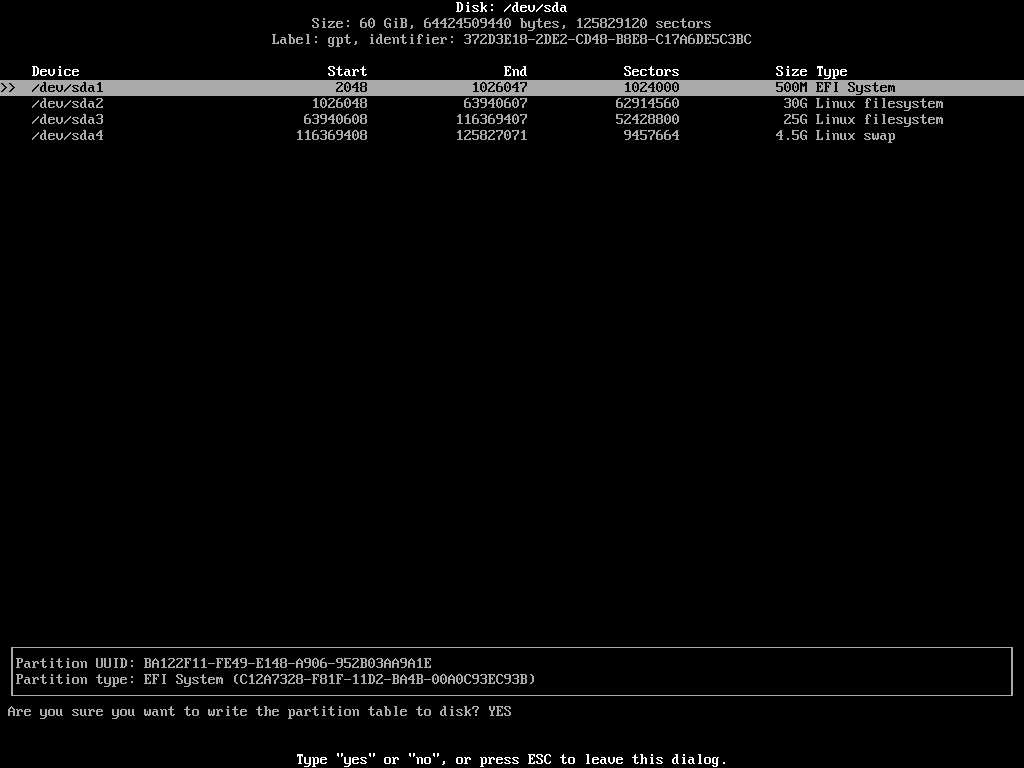 Disk: /dev/sda
Size: 60 GiB, 64424509440 bytes, 125829120 sectors
Label: gpt, identifier: 372D3E18-2DE2-CD48-B8E8-C17A6DE5C3BC
Device Start End Sectors Size Type
>> /dev/sda1 2048 1026047 1024000 500M EFI System
/dev/sda2 1026048 63940607 62914560 30G Linux filesystem
/dev/sda3 63940608 116369407 52428800 25G Linux filesystem
/dev/sda4 116369408 125827071 9457664 4.5G Linux swap
Partition UUID: BA122F11-FE49-E148-A906-952B03AA9A1E
Partition type: EFI System (C12A7328-F81F-11D2-BA4B-00A0C93EC93B)
Are you sure you want to write the partition table to disk? YES
Type "yes" or "no", or press ESC to leave this dialog.